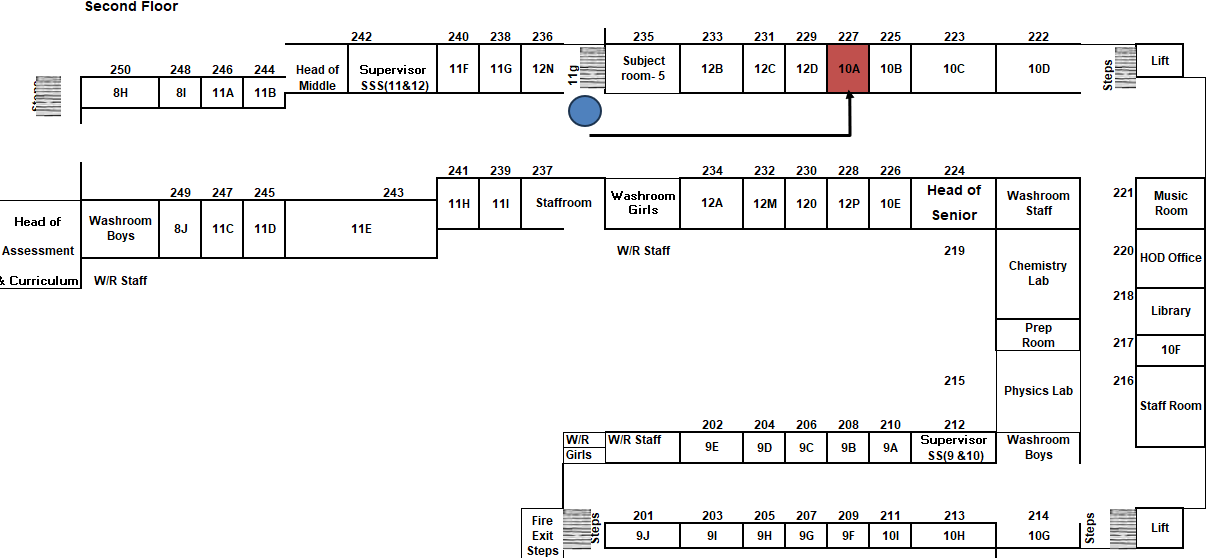 Second Floor
242
240
238
236
235
233
231
229
227
225
223
222
250
248
246
244
Head of
Middle
Supervisor
SSS(11&12)
11F
11G
12N
11g
Subject
room- 5
12B
12C
12D
10A
10B
10C
10D
Steps
Lift
8H
8I
11A
11B
241
239
237
234
232
230
228
226
224
249
247
245
243
221
Head of
Assessment
& Curriculum
Washroom
Boys
8J
11C
11D
11E
11H
11I
Staffroom
Washroom
Girls
12A
12M
120
12P
10E
Head of
Senior
Washroom
Staff
Music
Room
W/R Staff
W/R Staff
219
Chemistry
Lab
220
HOD Office
218
Library
Prep
Room
217
10F
215
Physics Lab
216
Staff Room
202
204
206
208
210
212
W/R
Girls
W/R Staff
9E
9D
9C
9B
9A
Supervisor
SS(9 &10)
Washroom
Boys
201
203
205
207
209
211
213
214
Fire
Exit
Steps
Steps
9J
9I
9H
9G
9F
10I
10H
10G
Steps
Lift